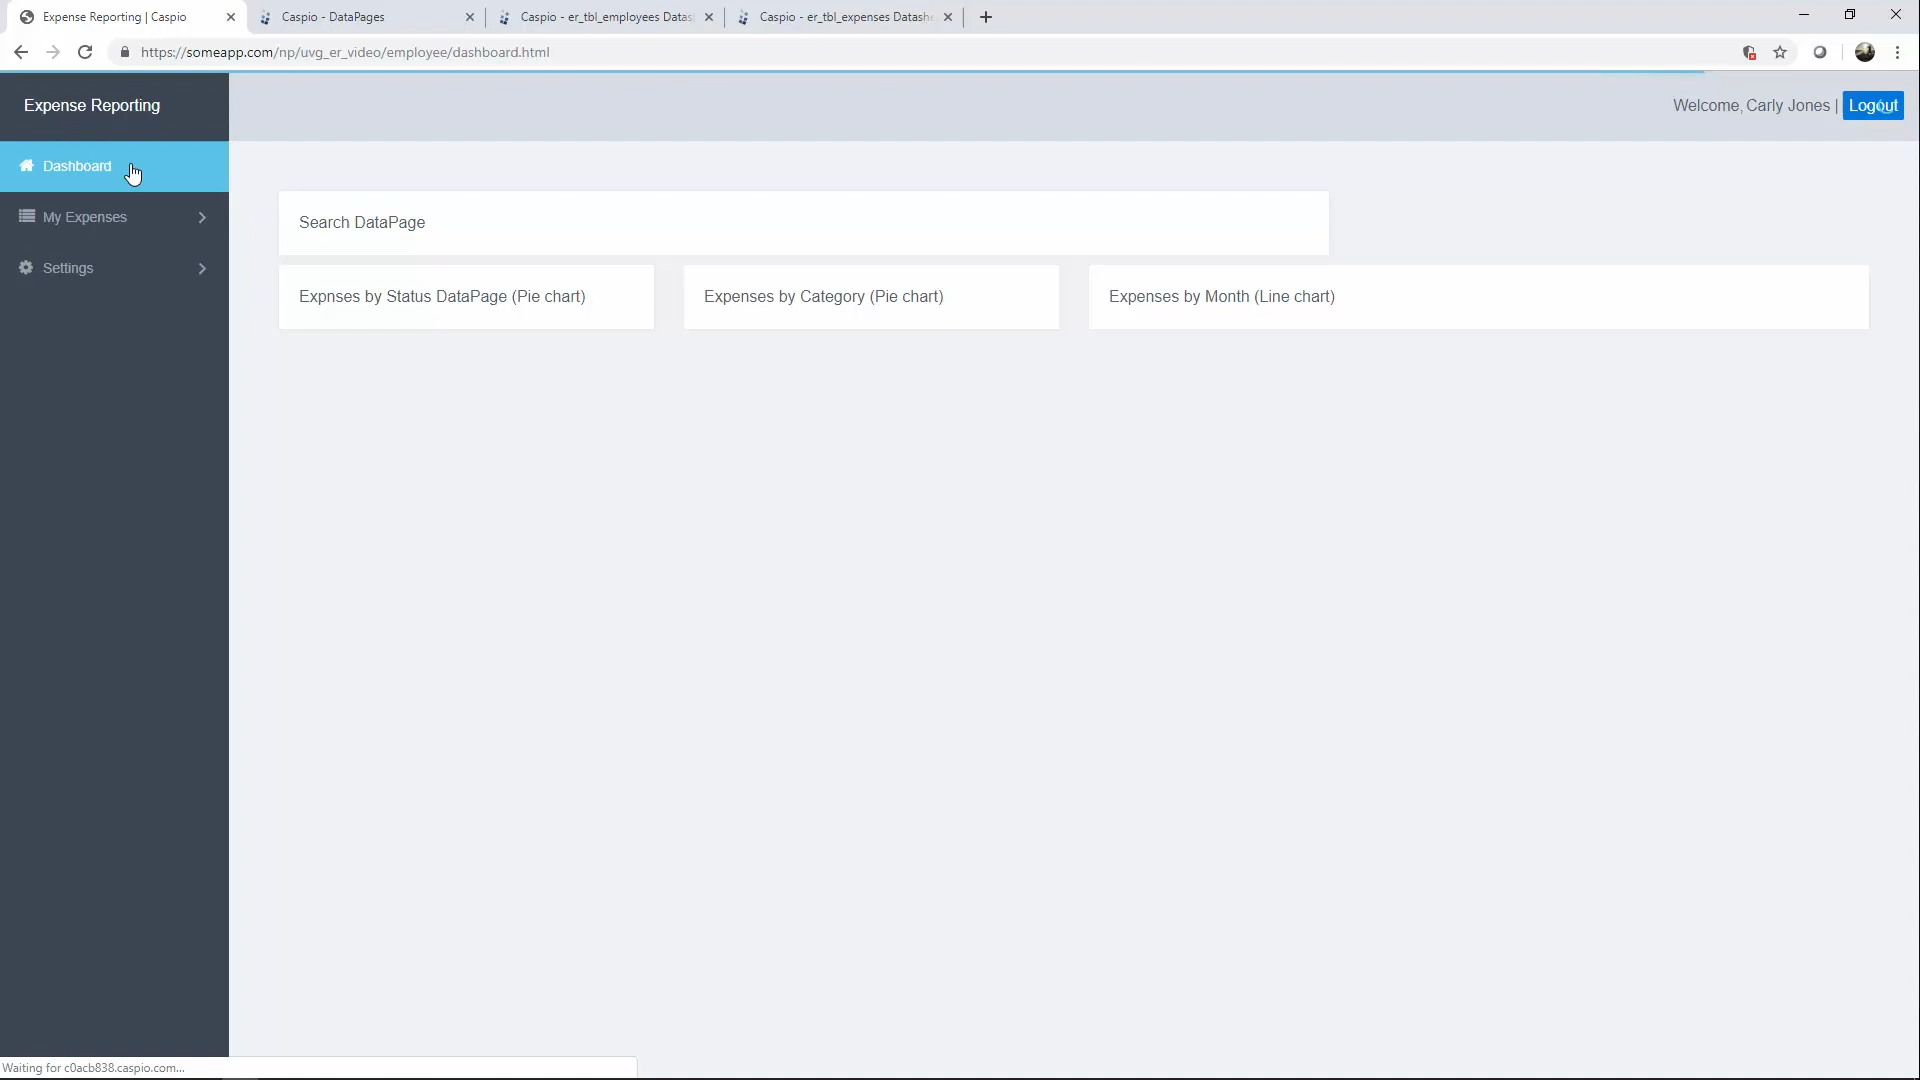 Expense Reporting | Caspio
Caspio - DataPages
Caspio - er_tbl_employees Datas
Caspio - er_tbl_expenses Datashe
https://someapp.com/np/uvg_er_video/employee/dashboard.html
Expense Reporting
Welcome, Carly Jones | Logout
Dashboard
My Expenses
Settings
Search DataPage
Expnses by Status DataPage (Pie chart)
Expenses by Category (Pie chart)
Expenses by Month (Line chart)
Waiting for c0acb838.caspio.com...